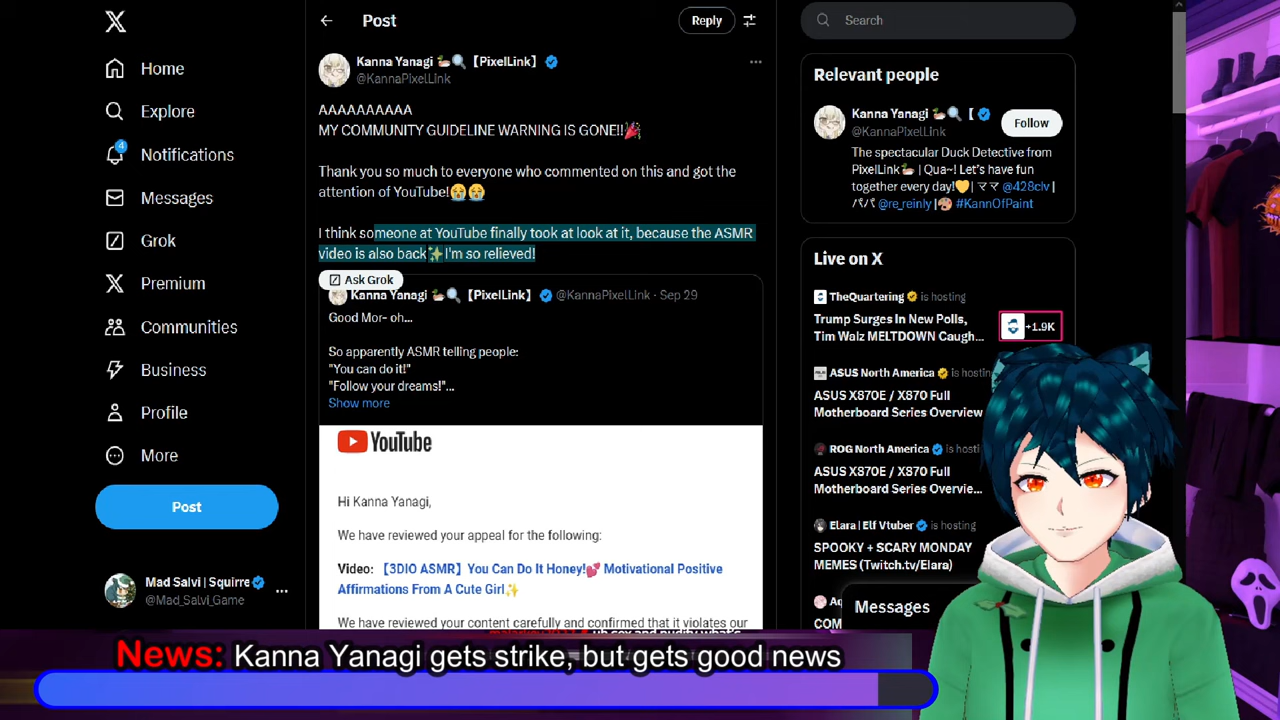 Home
Explore
4
Notifications
Messages
Grok
Premium
Communities
Business
Profile
More
Post
Mad Salvi | Squirre
@Mad_Salvi_Game
Post
Reply
Kanna Yanagi 🦆🔍【PixelLink】
@KannaPixelLink
AAAAAAAAAA
MY COMMUNITY GUIDELINE WARNING IS GONE!!🎉
Thank you so much to everyone who commented on this and got the
attention of YouTube!😭😭
I think someone at YouTube finally took at look at it, because the ASMR
video is also back✨I'm so relieved!
Ask Grok
Kanna Yanagi 🦆🔍【PixelLink】 @KannaPixelLink · Sep 29
Good Mor- oh...
So apparently ASMR telling people:
"You can do it!"
"Follow your dreams!"...
Show more
YouTube
Hi Kanna Yanagi,
We have reviewed your appeal for the following:
Video: 【3DIO ASMR】You Can Do It Honey!💕 Motivational Positive
Affirmations From A Cute Girl✨
We have reviewed your content carefully and confirmed that it violates our
Search
Relevant people
Kanna Yanagi 🦆🔍【
@KannaPixelLink
Follow
The spectacular Duck Detective from
PixelLink🦆 | Qua~! Let's have fun
together every day!💛 | ママ @428clv |
パパ @re_reinly |🎨 #KannOfPaint
Live on X
TheQuartering is hosting
Trump Surges In New Polls,
Tim Walz MELTDOWN Caugh...
+1.9K
ASUS North America is hostin
ASUS X870E / X870 Full
Motherboard Series Overview
ROG North America is hostin
ASUS X870E / X870 Full
Motherboard Series Overview
Elara | Elf Vtuber is hosting
SPOOKY + SCARY MONDAY
MEMES (Twitch.tv/Elara)
Messages
News: Kanna Yanagi gets strike, but gets good news